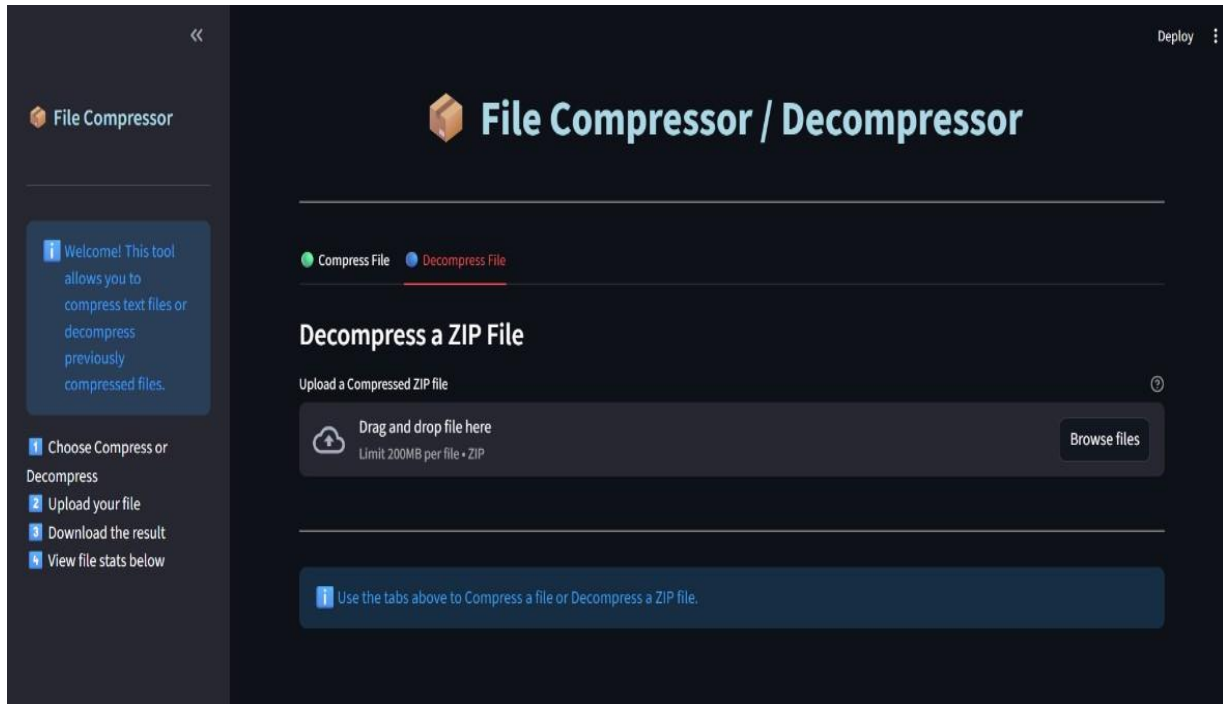 Deploy
📦 File Compressor
ℹ️ Welcome! This tool
allows you to
compress text files or
decompress
previously
compressed files.
1️⃣ Choose Compress or
Decompress
2️⃣ Upload your file
3️⃣ Download the result
4️⃣ View file stats below
📦 File Compressor / Decompressor
🟢 Compress File 🔵 Decompress File
Decompress a ZIP File
Upload a Compressed ZIP file
Drag and drop file here
Limit 200MB per file • ZIP
Browse files
ℹ️ Use the tabs above to Compress a file or Decompress a ZIP file.